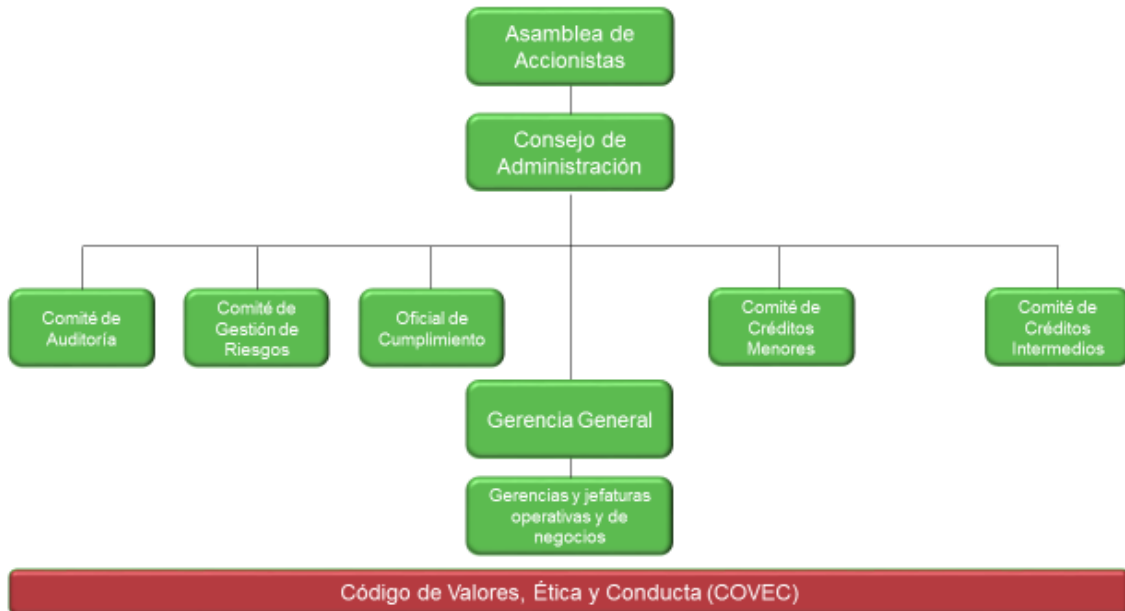 Asamblea de
Accionistas
Consejo de
Administración
Comité de
Auditoría
Comité de
Gestión de
Riesgos
Oficial de
Cumplimiento
Comité de
Créditos
Menores
Comité de
Créditos
Intermedios
Gerencia General
Gerencias y jefaturas
operativas y de
negocios
Código de Valores, Ética y Conducta (COVEC)